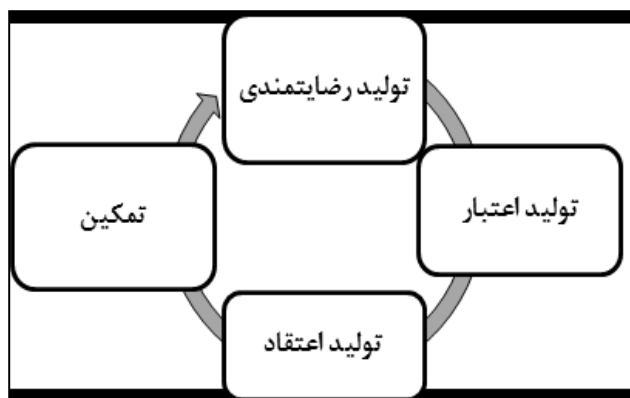 تولید رضایتمندی
تولید اعتبار
تمکین
تولید اعتقاد